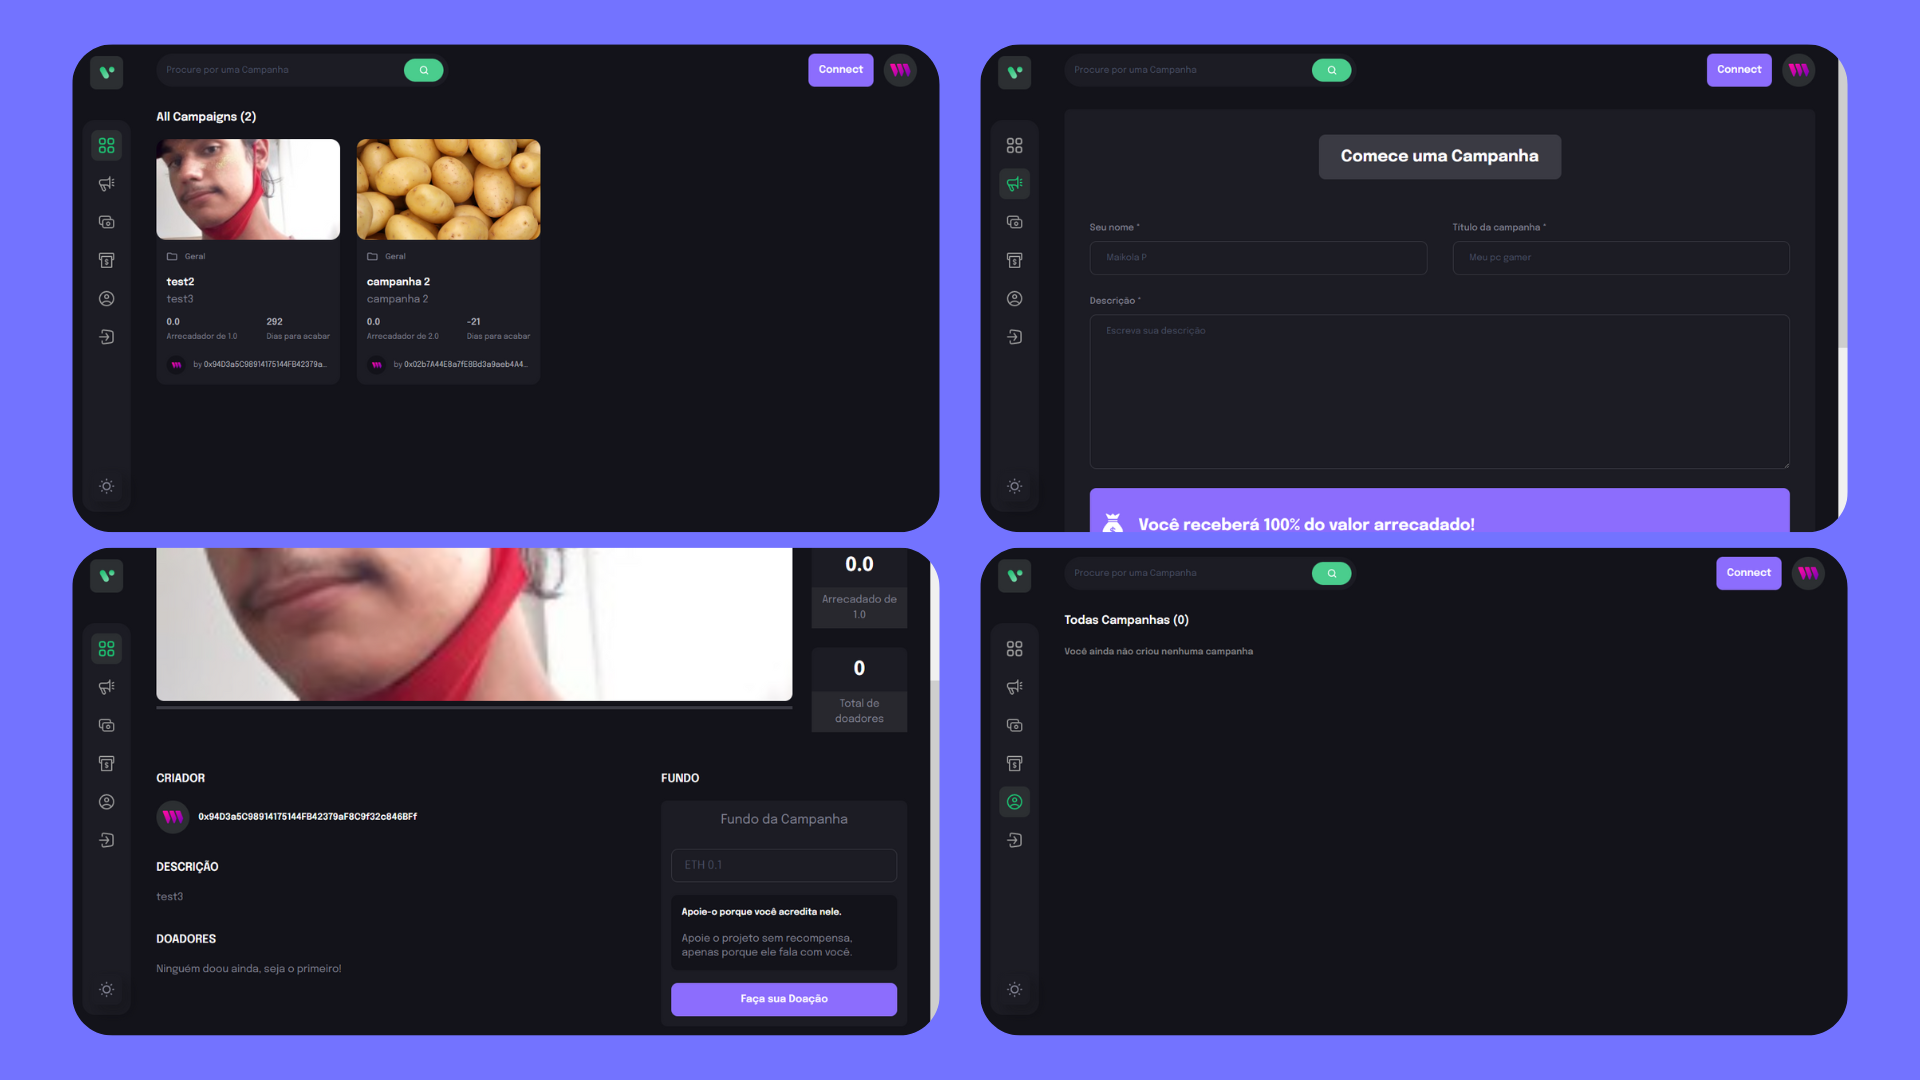 Procure por uma Campanha
Connect
All Campaigns (2)
Geral
test2
test3
0.0
292
Arrecadador de 1.0
Dias para acabar
by 0x94D3a5C98914175144FB42379a...
Geral
campanha 2
campanha 2
0.0
-21
Arrecadador de 2.0
Dias para acabar
by 0x02b7A44E8a7fE8Bd3a9aeb4A4...
Procure por uma Campanha
Connect
Comece uma Campanha
Seu nome *
Maikola P
Título da campanha *
Meu pc gamer
Descrição *
Escreva sua descrição
Você receberá 100% do valor arrecadado!
0.0
Arrecadado de
1.0
0
Total de
doadores
CRIADOR
0x94D3a5C98914175144FB42379aF8C9f32c846BFf
DESCRIÇÃO
test3
DOADORES
Ninguém doou ainda, seja o primeiro!
FUNDO
Fundo da Campanha
ETH 0.1
Apoie-o porque você acredita nele.
Apoie o projeto sem recompensa,
apenas porque ele fala com você.
Faça sua Doação
Procure por uma Campanha
Connect
Todas Campanhas (0)
Você ainda não criou nenhuma campanha